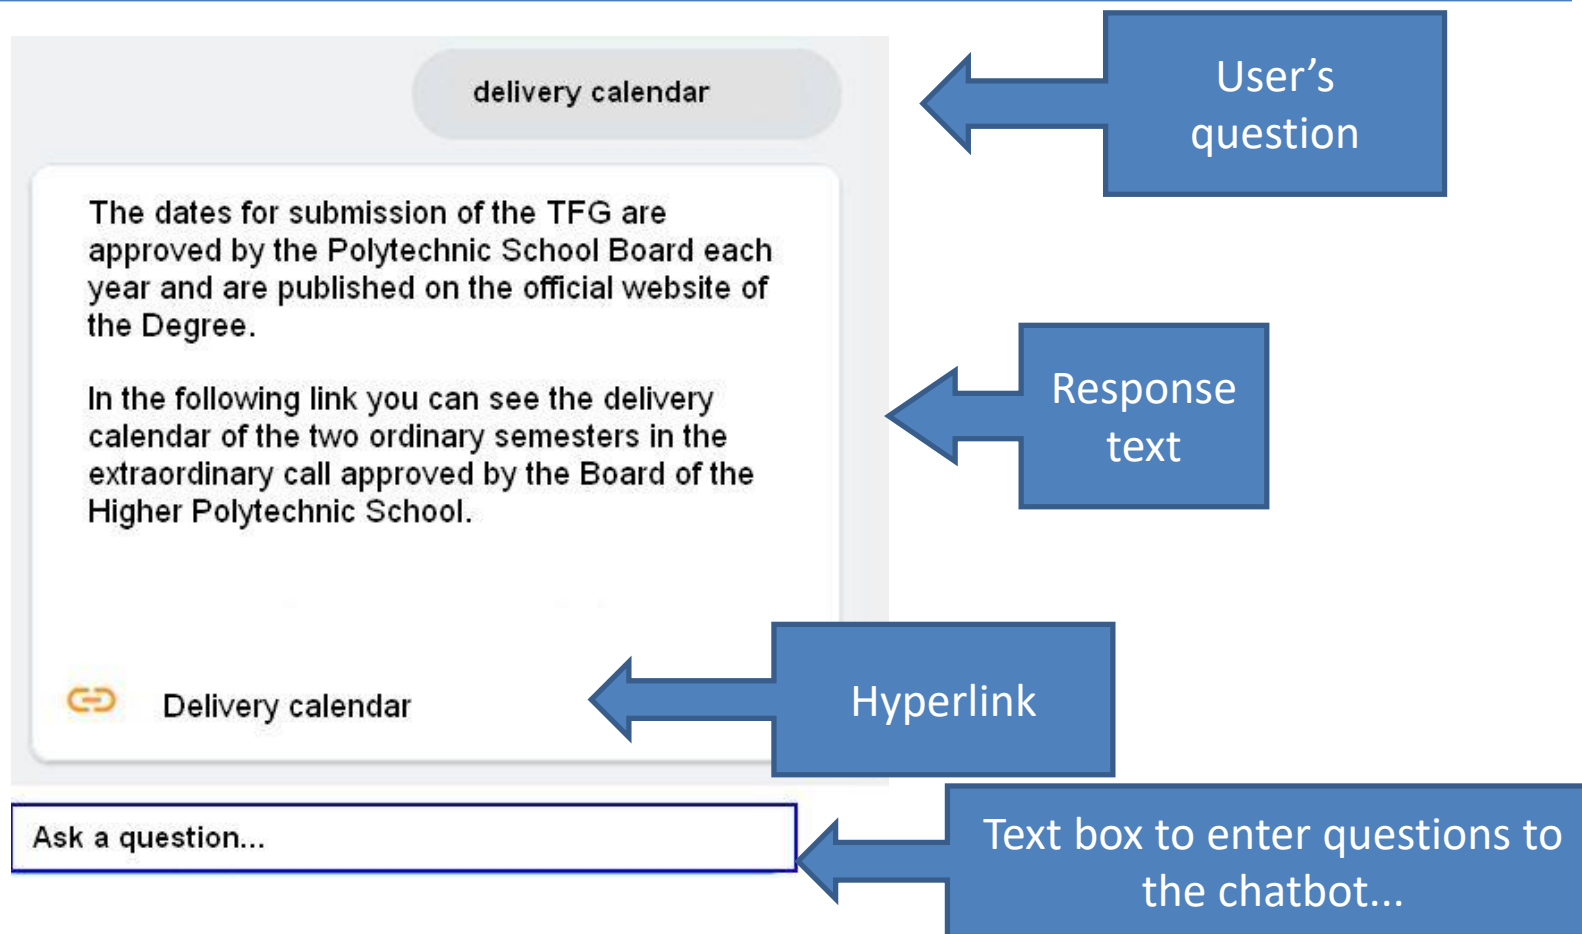 delivery calendar
User’s
question
The dates for submission of the TFG are
approved by the Polytechnic School Board each
year and are published on the official website of
the Degree.
In the following link you can see the delivery
calendar of the two ordinary semesters in the
extraordinary call approved by the Board of the
Higher Polytechnic School.
Response
text
Delivery calendar
Hyperlink
Ask a question...
Text box to enter questions to
the chatbot...